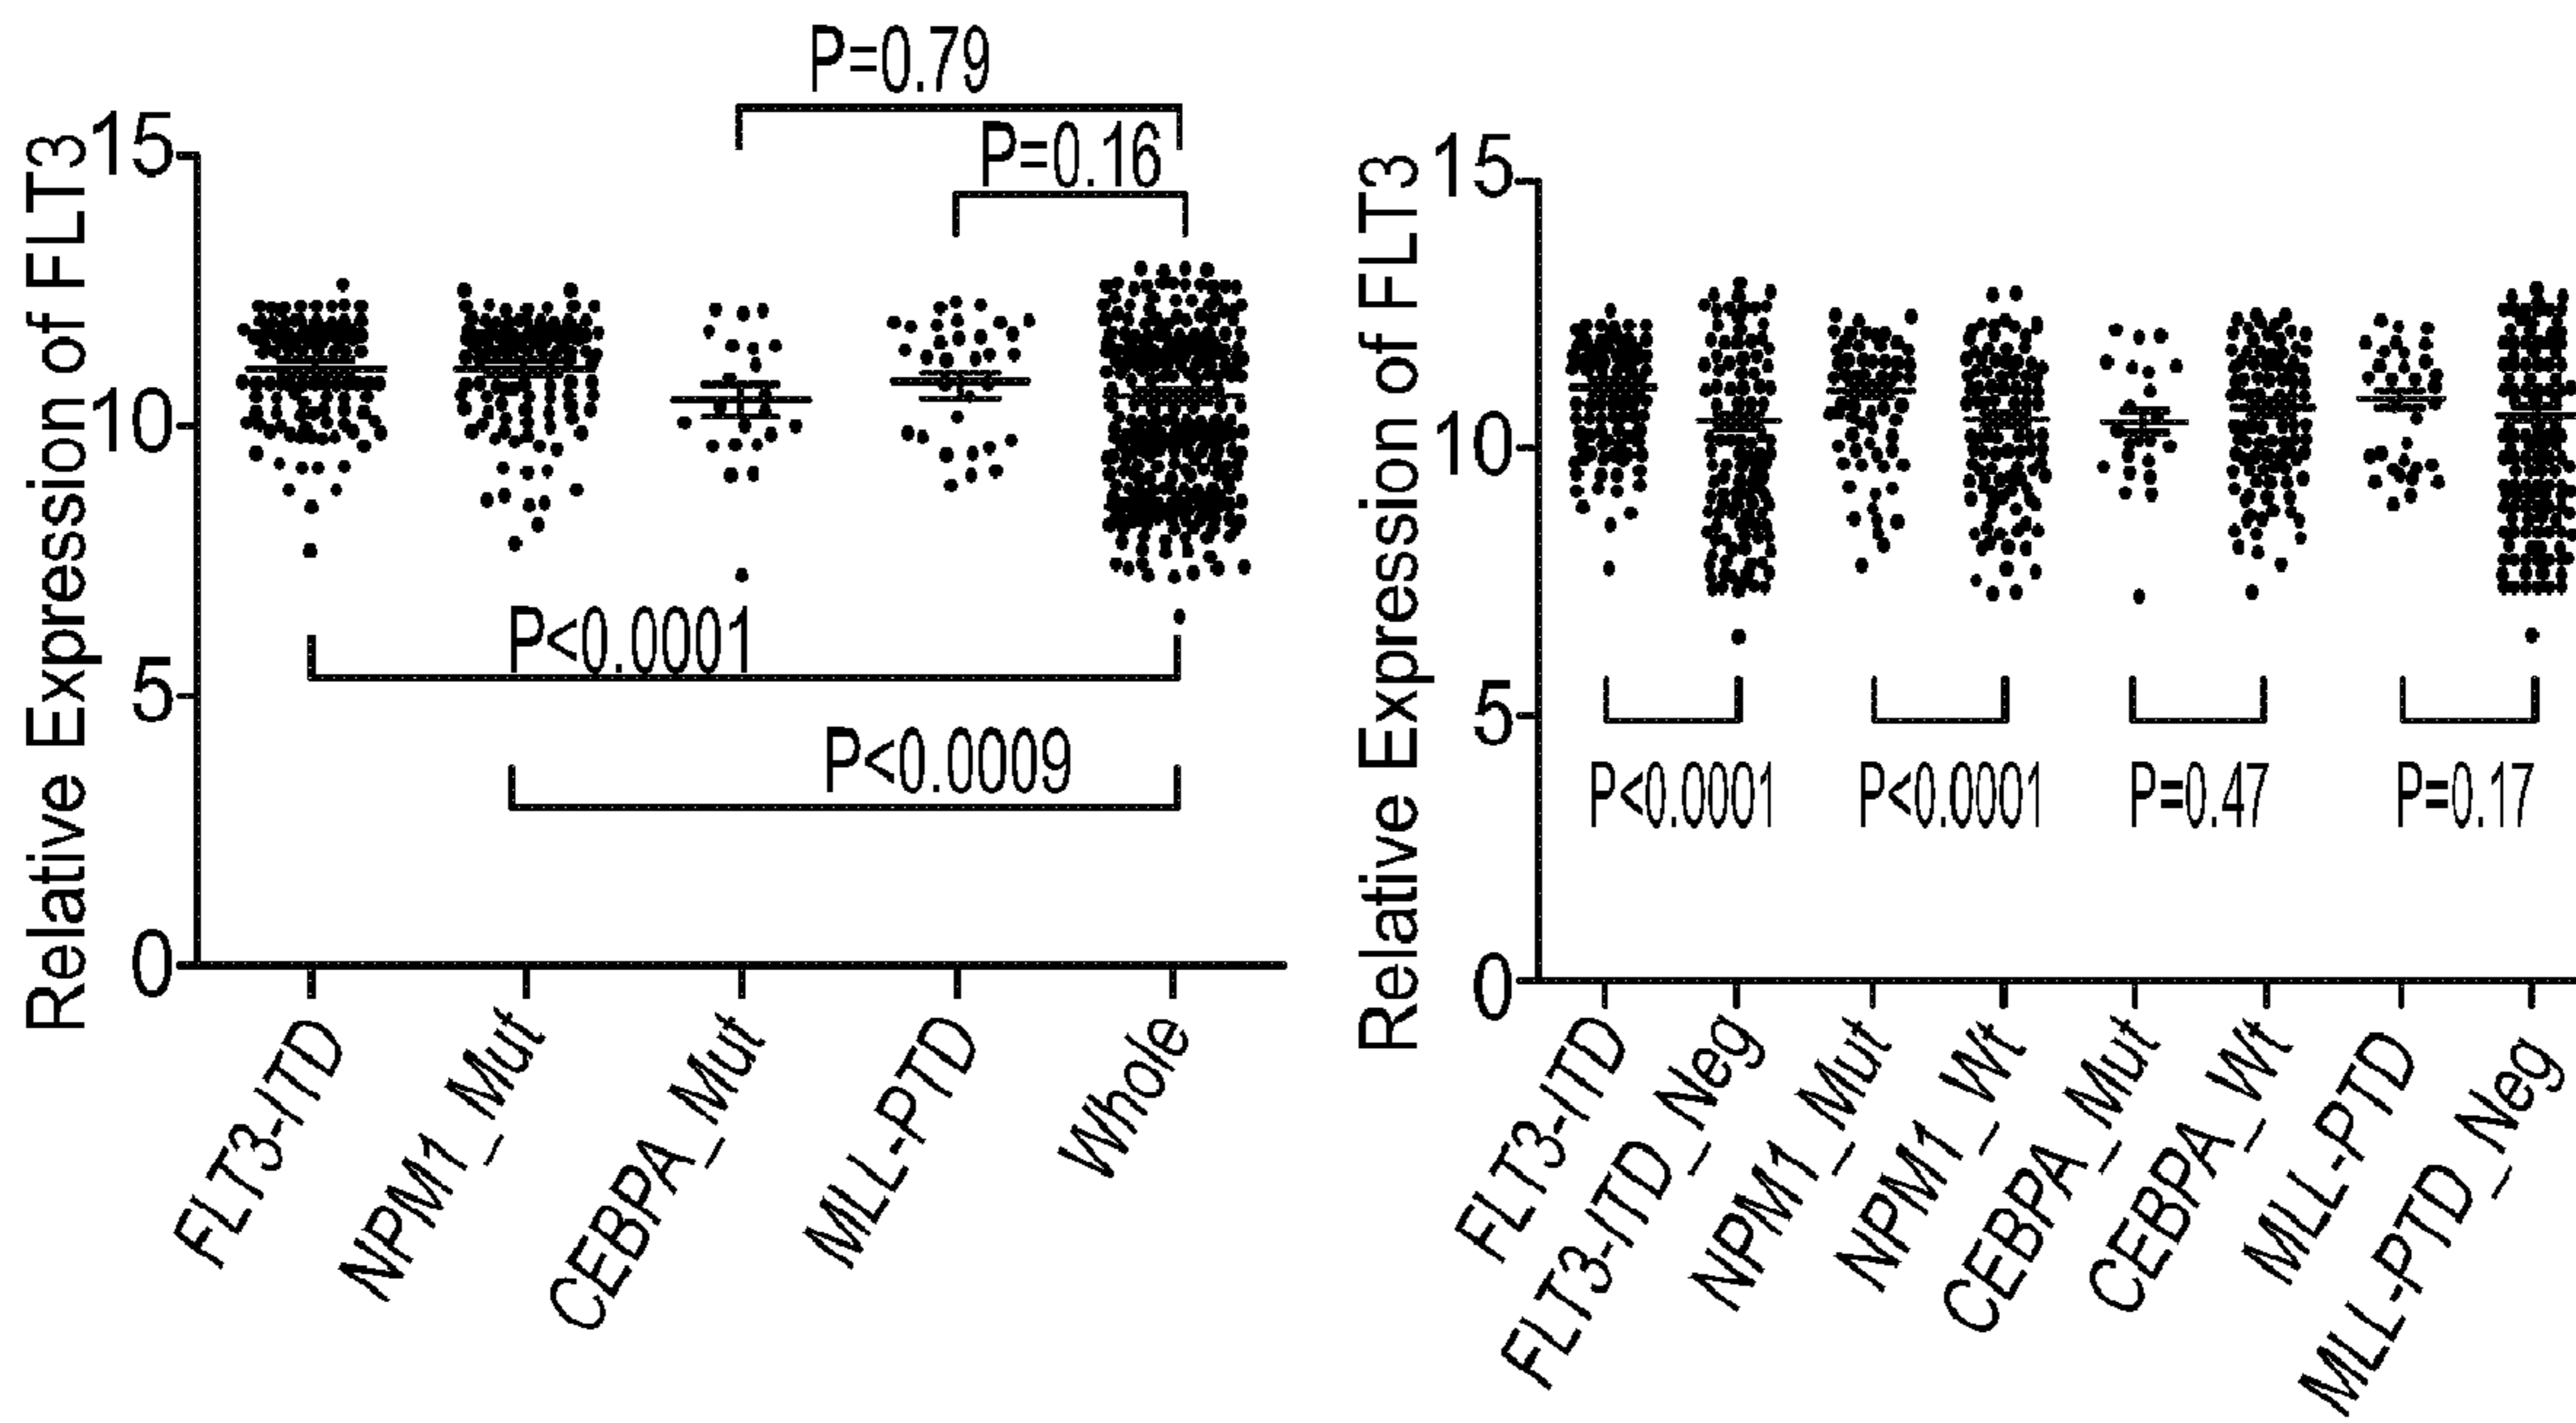 P=0.79
P=0.16
Relative Expression of FLT3
15
10
5
0
P<0.0001
P<0.0009
FLT3-ITD
NPM1_Mut
CEBPA_Mut
MLL-PTD
Whole
Relative Expression of FLT3
15
10
5
0
P<0.0001
P<0.0001
P=0.47
P=0.17
FLT3-ITD
FLT3-ITD_Neg
NPM1_Mut
NPM1_Wt
CEBPA_Mut
CEBPA_Wt
MLL-PTD
MLL-PTD_Neg